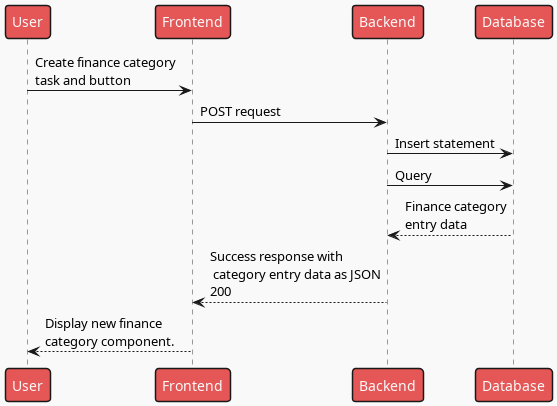 User
Frontend
Backend
Database
Create finance category
task and button
POST request
Insert statement
Query
Finance category
entry data
Success response with
category entry data as JSON
200
Display new finance
category component.
User
Frontend
Backend
Database